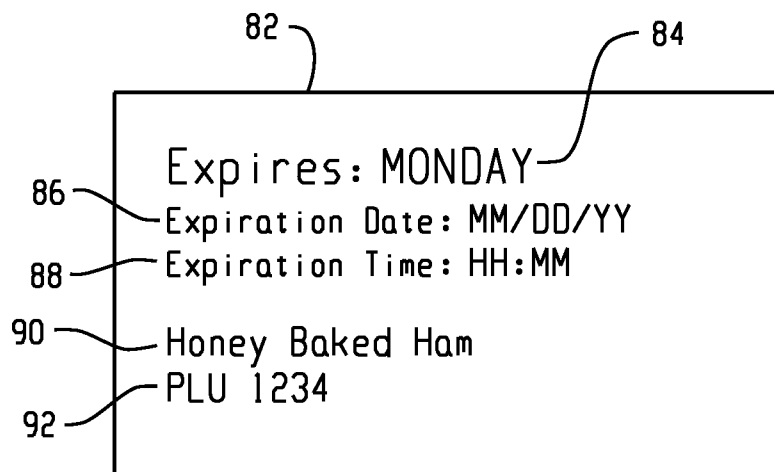 82
84
Expires: MONDAY
86
Expiration Date: MM/DD/YY
88
Expiration Time: HH:MM
90
Honey Baked Ham
92
PLU 1234